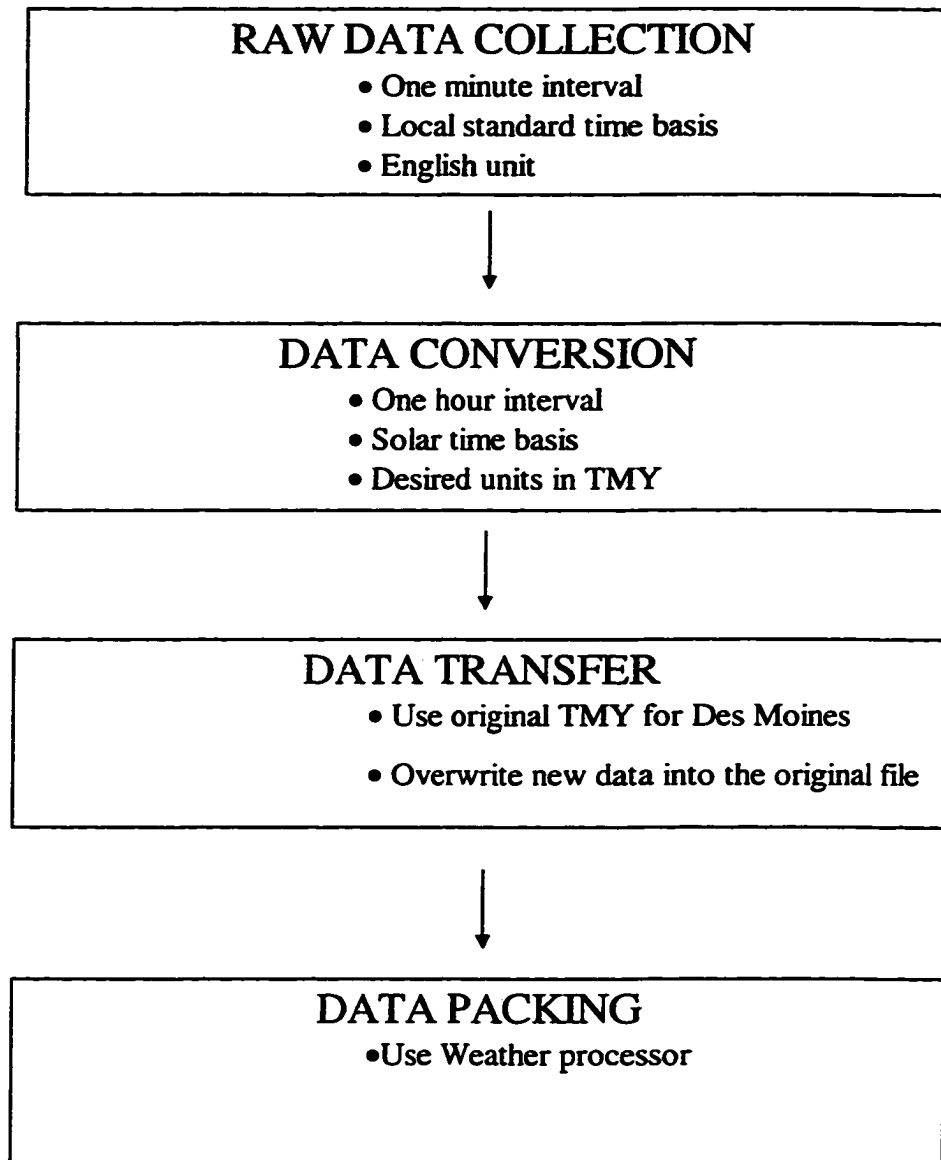 RAW DATA COLLECTION
• One minute interval
• Local standard time basis
• English unit
DATA CONVERSION
• One hour interval
• Solar time basis
• Desired units in TMY
DATA TRANSFER
• Use original TMY for Des Moines
• Overwrite new data into the original file
DATA PACKING
•Use Weather processor